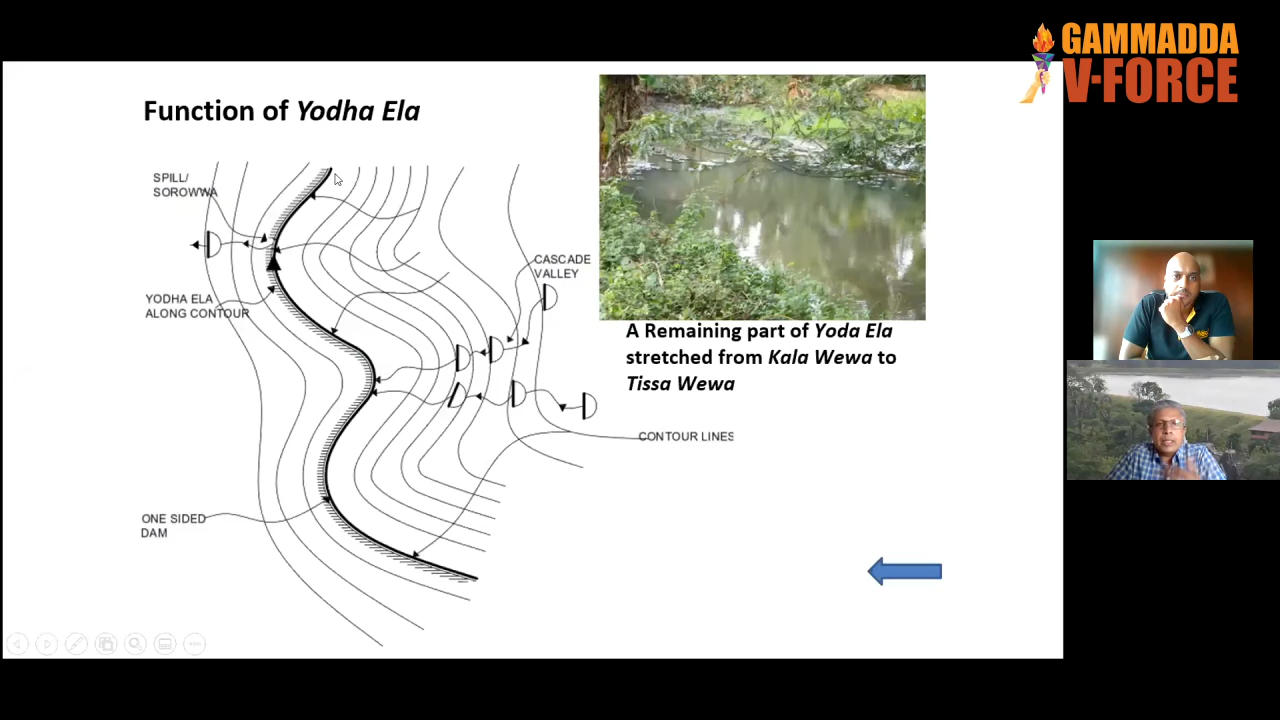 GAMMADDA
V-FORCE
Function of Yodha Ela
SPILL/
SOROWWA
YODHA ELA
ALONG CONTOUR
ONE SIDED
DAM
CASCADE
VALLEY
CONTOUR LINES
A Remaining part of Yoda Ela
stretched from Kala Wewa to
Tissa Wewa